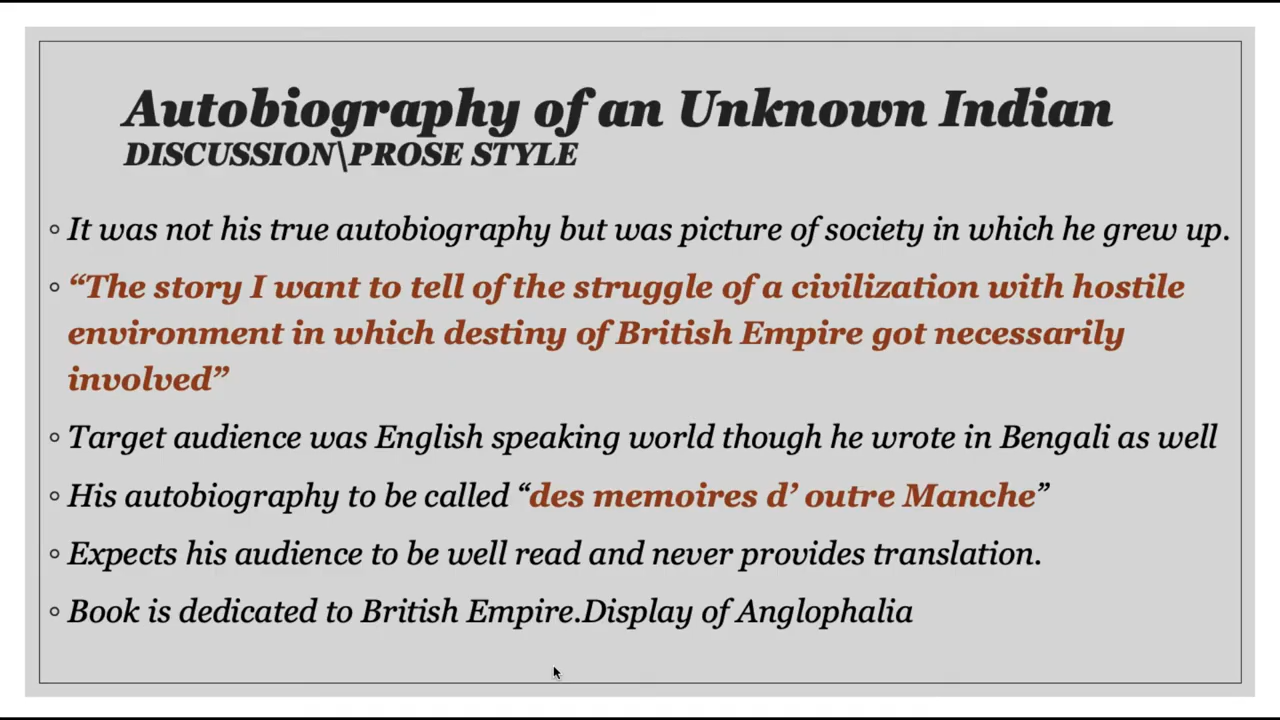 Autobiography of an Unknown Indian
DISCUSSION\PROSE STYLE
◦ It was not his true autobiography but was picture of society in which he grew up.
◦ “The story I want to tell of the struggle of a civilization with hostile
environment in which destiny of British Empire got necessarily
involved”
◦ Target audience was English speaking world though he wrote in Bengali as well
◦ His autobiography to be called “des memoires d’ outre Manche”
◦ Expects his audience to be well read and never provides translation.
◦ Book is dedicated to British Empire.Display of Anglophalia